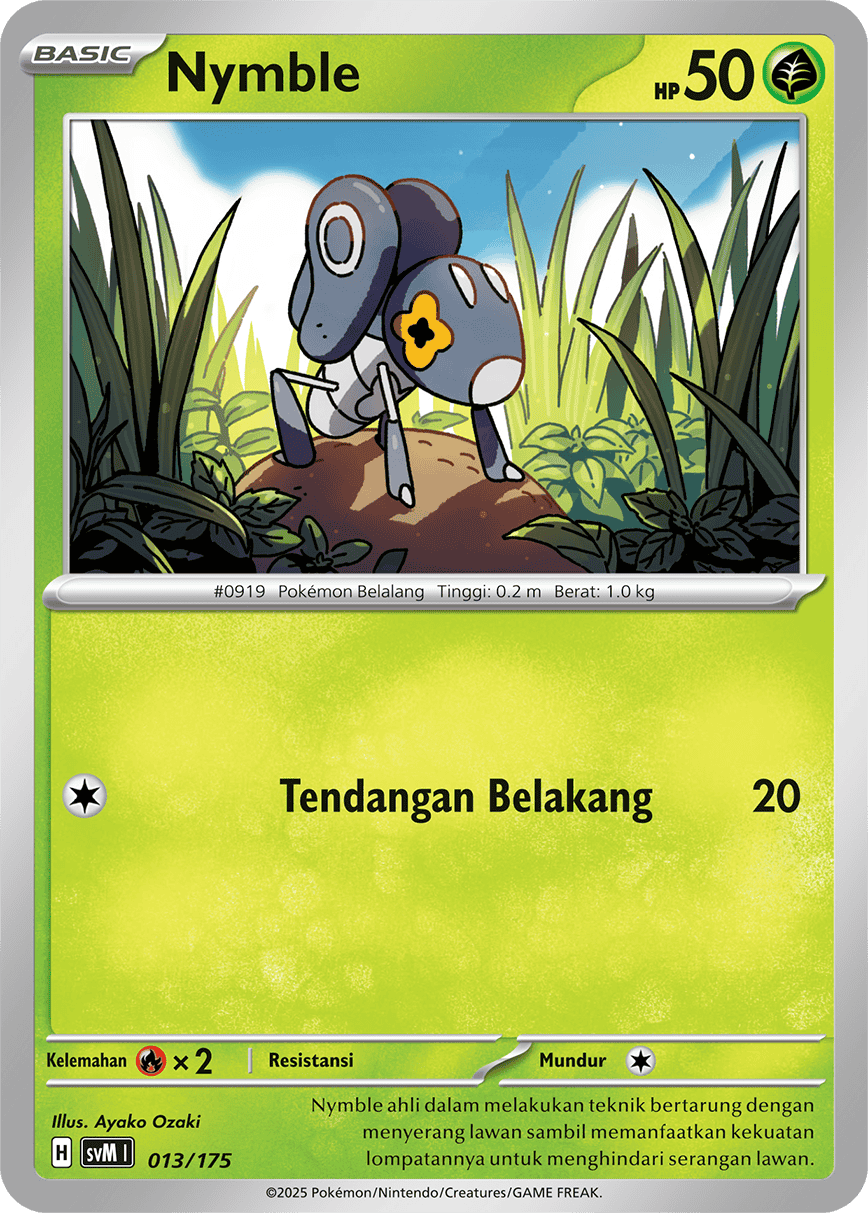 BASIC
Nymble
HP 50
#0919 Pokémon Belalang Tinggi: 0.2 m Berat: 1.0 kg
Tendangan Belakang 20
Kelemahan × 2 Resistansi Mundur
Illus. Ayako Ozaki
H svM I 013/175
Nymble ahli dalam melakukan teknik bertarung dengan
menyerang lawan sambil memanfaatkan kekuatan
lompatannya untuk menghindari serangan lawan.
©2025 Pokémon/Nintendo/Creatures/GAME FREAK.